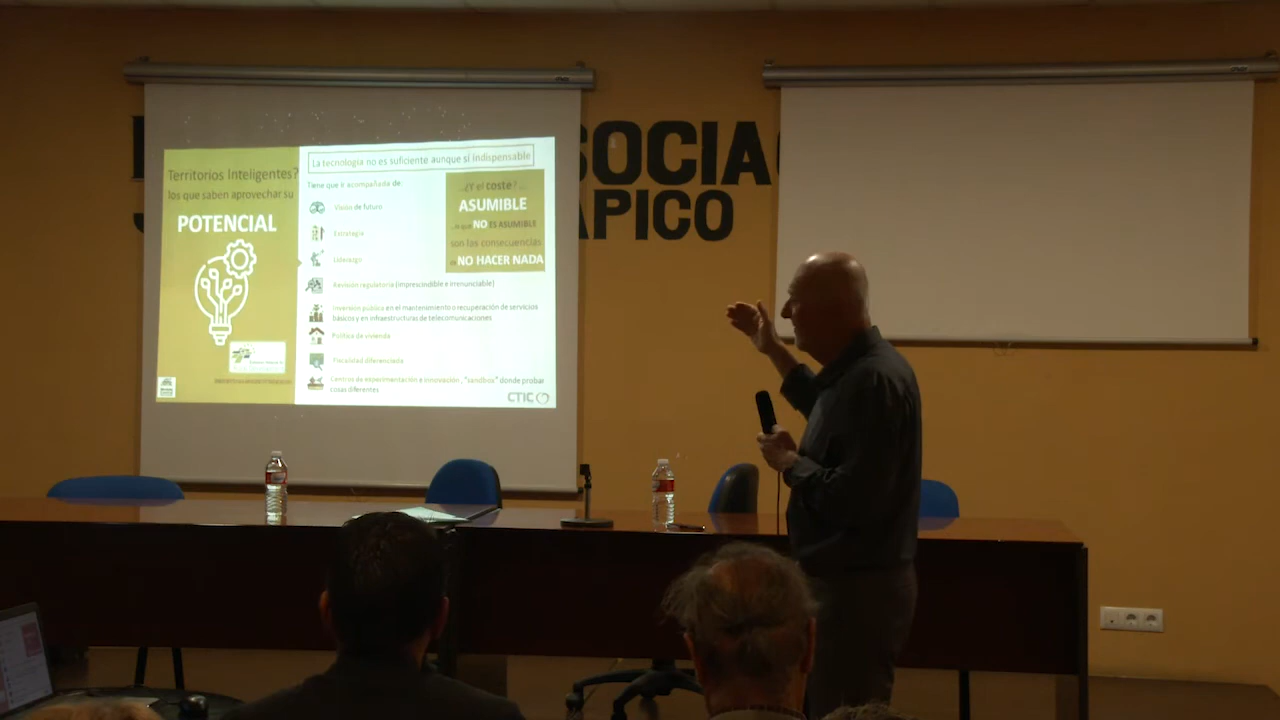 SOCIA
APICO
Territorios Inteligentes?
los que saben aprovechar su
POTENCIAL
La tecnología no es suficiente aunque sí indispensable
Tiene que ir acompañada de:
Visión de futuro
Estrategia
Liderazgo
Revisión regulatoria (imprescindible e irrenunciable)
Inversión pública en el mantenimiento o recuperación de servicios
básicos y en infraestructuras de telecomunicaciones
Política de vivienda
Fiscalidad diferenciada
Centros de experimentación e innovación, "sandbox" donde probar
cosas diferentes
...¿Y el coste? ...
ASUMIBLE
...lo que NO ES ASUMIBLE
son las consecuencias
NO HACER NADA
CTIC